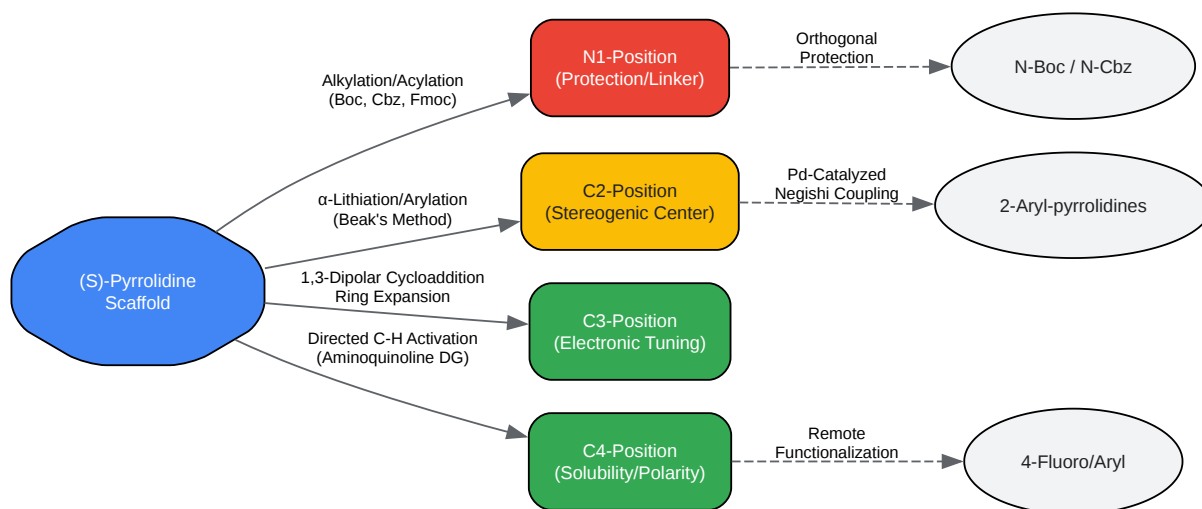 (S)-Pyrrolidine
Scaffold
Alkylation/Acylation
(Boc, Cbz, Fmoc)
N1-Position
(Protection/Linker)
Orthogonal
Protection
N-Boc / N-Cbz
α-Lithiation/Arylation
(Beak's Method)
C2-Position
(Stereogenic Center)
Pd-Catalyzed
Negishi Coupling
2-Aryl-pyrrolidines
1,3-Dipolar Cycloaddition
Ring Expansion
C3-Position
(Electronic Tuning)
Directed C-H Activation
(Aminoquinoline DG)
C4-Position
(Solubility/Polarity)
Remote
Functionalization
4-Fluoro/Aryl